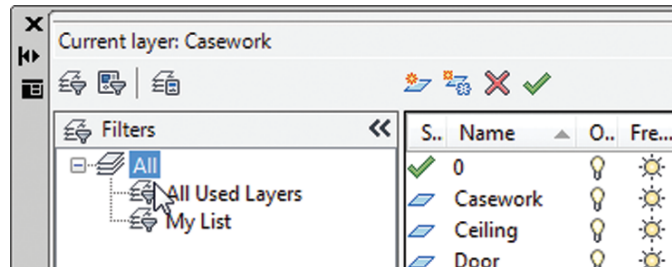 Current layer: Casework
Filters
All
All Used Layers
My List
S.. Name O.. Fre...
0
Casework
Ceiling
Door